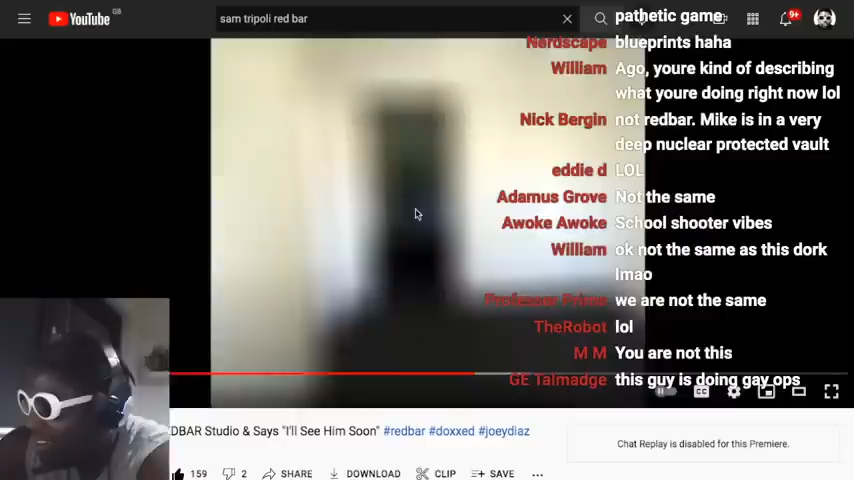 YouTube GB
sam tripoli red bar
9+
pathetic game
Nerdscape blueprints haha
William Ago, youre kind of describing
what youre doing right now lol
Nick Bergin not redbar. Mike is in a very
deep nuclear protected vault
eddie d LOL
Adamus Grove Not the same
Awoke Awoke School shooter vibes
William ok not the same as this dork
lmao
Professor Prime we are not the same
TheRobot lol
M M You are not this
GE Talmadge this guy is doing gay ops
EDBAR Studio & Says "I'll See Him Soon" #redbar #doxxed #joeydiaz
Chat Replay is disabled for this Premiere.
159 2 SHARE DOWNLOAD CLIP SAVE ...